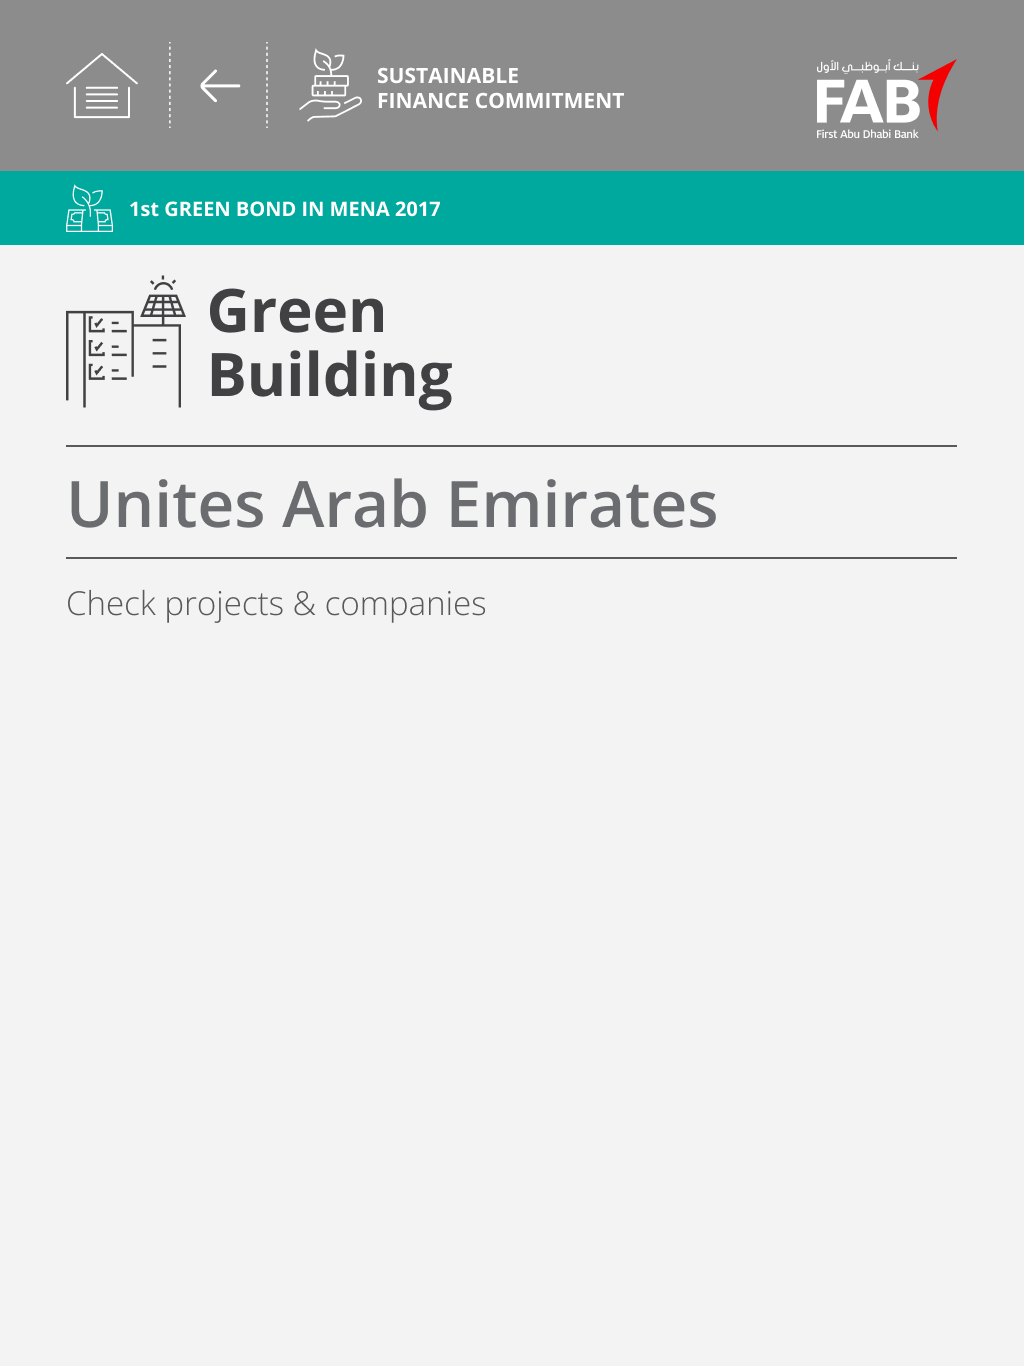 SUSTAINABLE
FINANCE COMMITMENT
بنك أبوظبي الأول
FAB
First Abu Dhabi Bank
1st GREEN BOND IN MENA 2017
Green
Building
Unites Arab Emirates
Check projects & companies